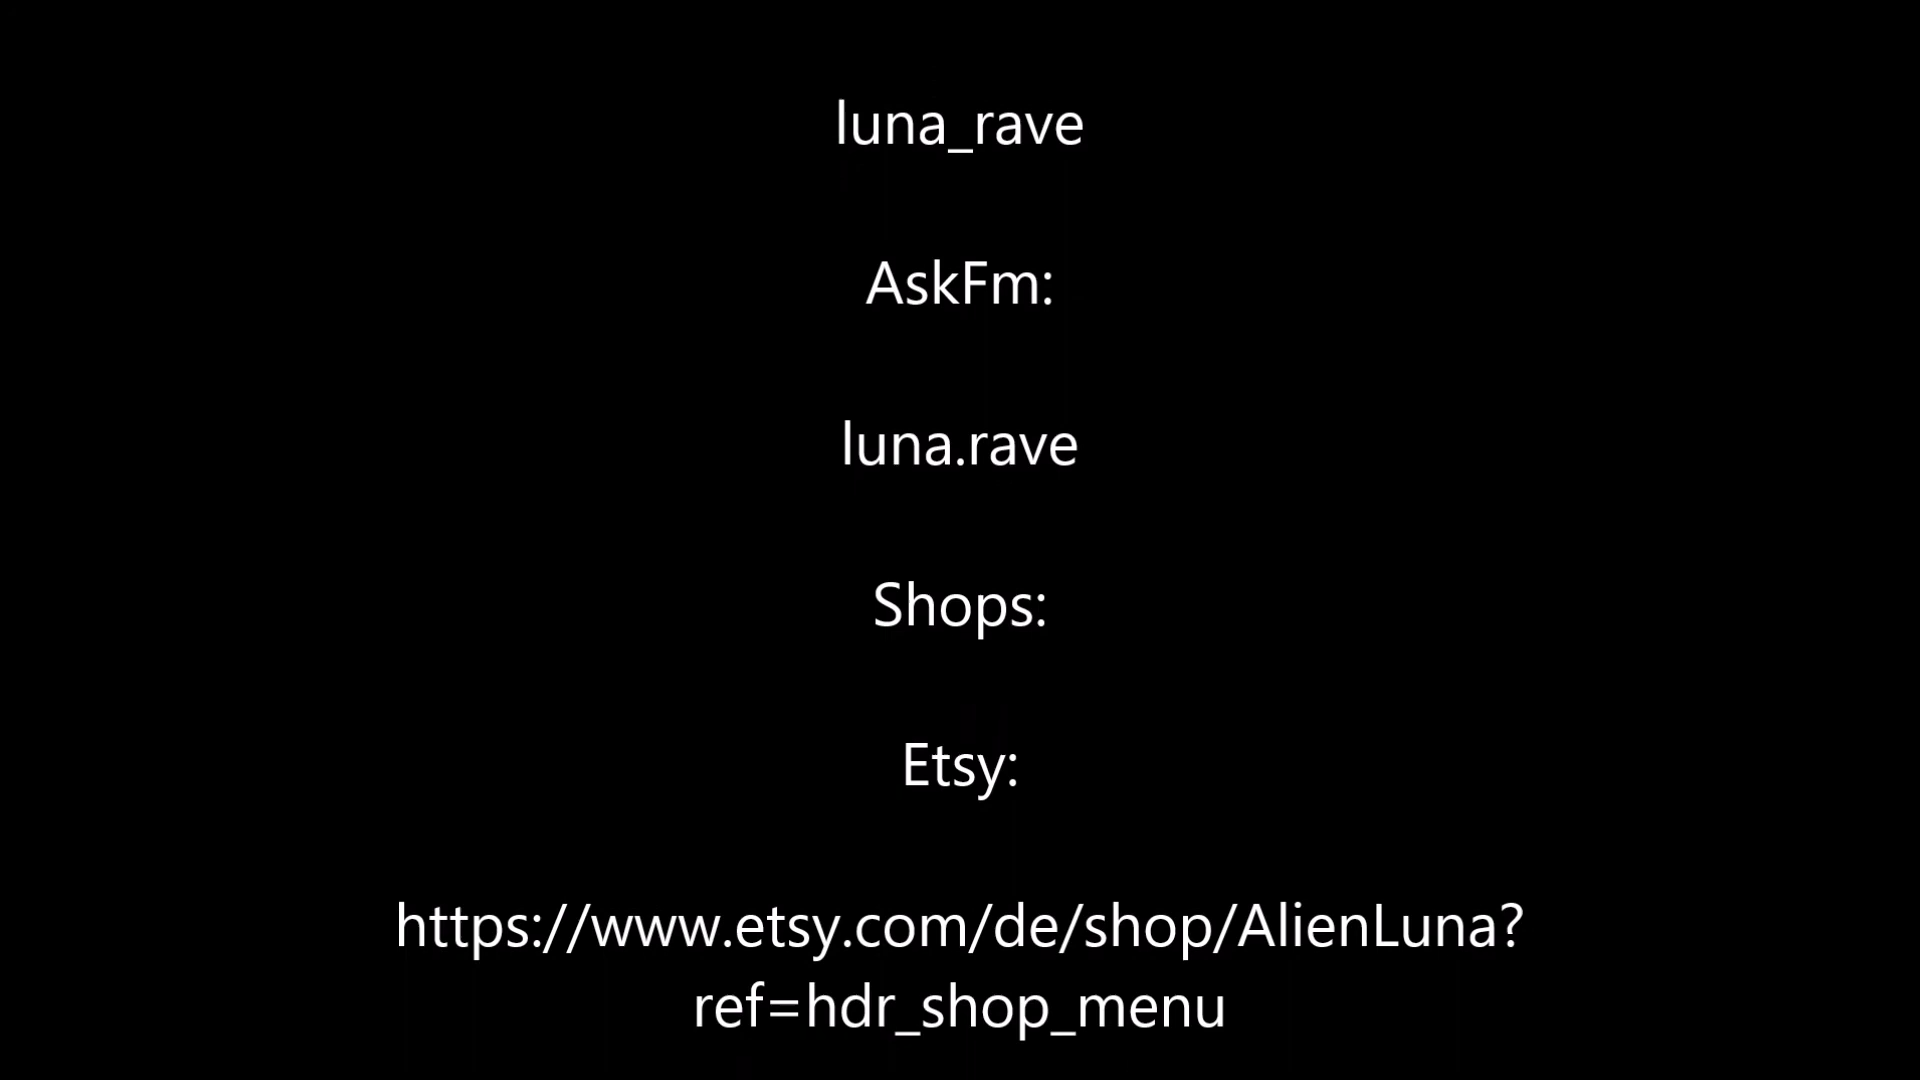 luna_rave
AskFm:
luna.rave
Shops:
Etsy:
https://www.etsy.com/de/shop/AlienLuna?
ref=hdr_shop_menu